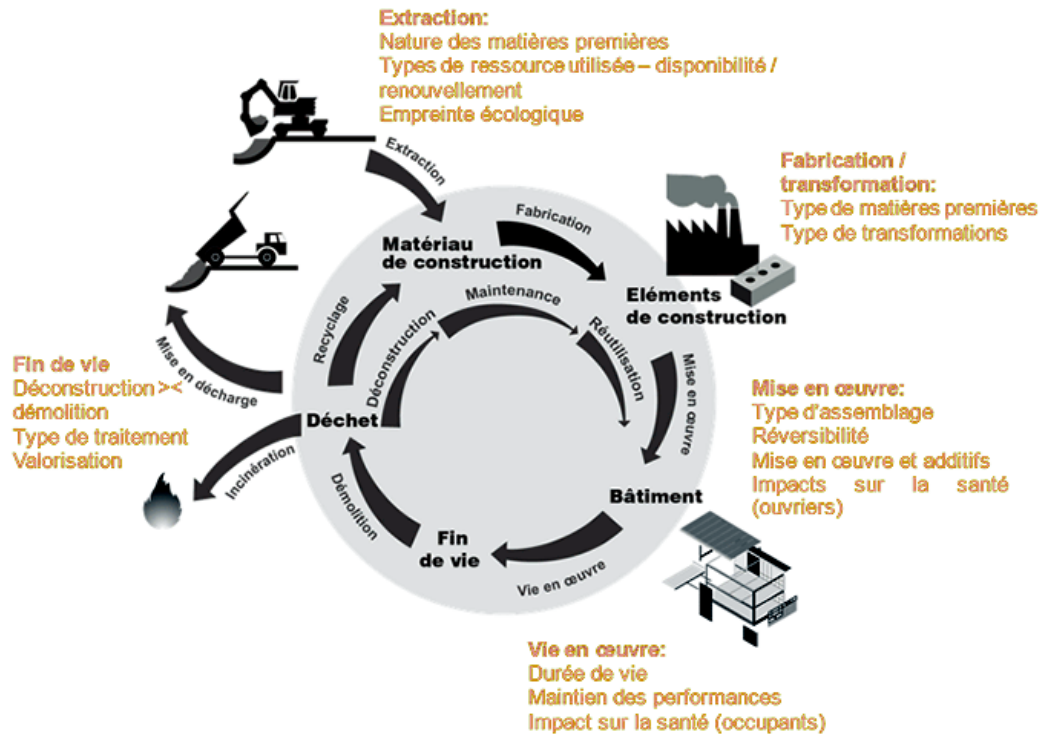 Extraction:
Nature des matières premières
Types de ressource utilisée – disponibilité /
renouvellement
Empreinte écologique
Extraction
Fabrication /
transformation:
Type de matières premières
Type de transformations
Fabrication
Matériau
de construction
Maintenance
Eléments
de construction
Recyclage
Déconstruction
Réutilisation
Mise en œuvre
Mise en décharge
Fin de vie
Déconstruction ><
démolition
Type de traitement
Valorisation
Déchet
Incinération
Mise en œuvre:
Type d'assemblage
Réversibilité
Mise en œuvre et additifs
Impacts sur la santé
(ouvriers)
Bâtiment
Démolition
Fin
de vie
Vie en œuvre
Vie en œuvre:
Durée de vie
Maintien des performances
Impact sur la santé (occupants)